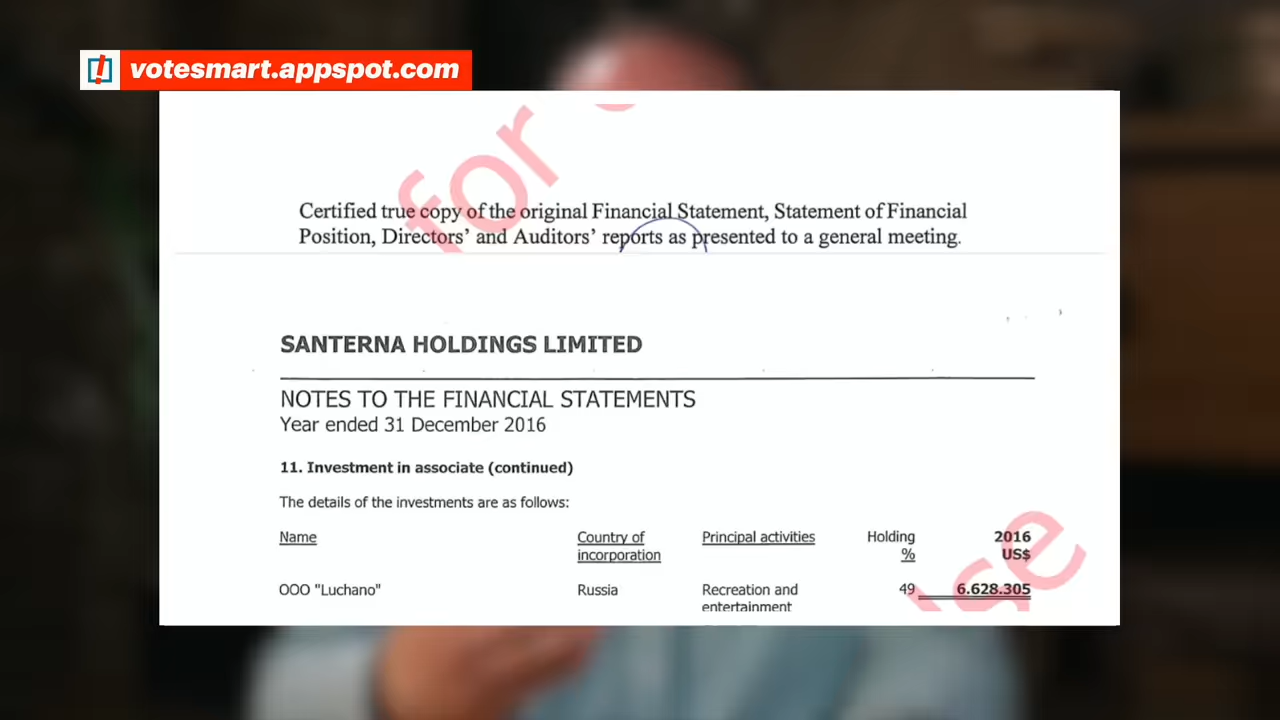 votesmart.appspot.com
for
Certified true copy of the original Financial Statement, Statement of Financial
Position, Directors’ and Auditors’ reports as presented to a general meeting.
SANTERNA HOLDINGS LIMITED
NOTES TO THE FINANCIAL STATEMENTS
Year ended 31 December 2016
11. Investment in associate (continued)
The details of the investments are as follows:
Name Country of incorporation Principal activities Holding % 2016 US$
OOO "Luchano" Russia Recreation and entertainment 49 6.628.305